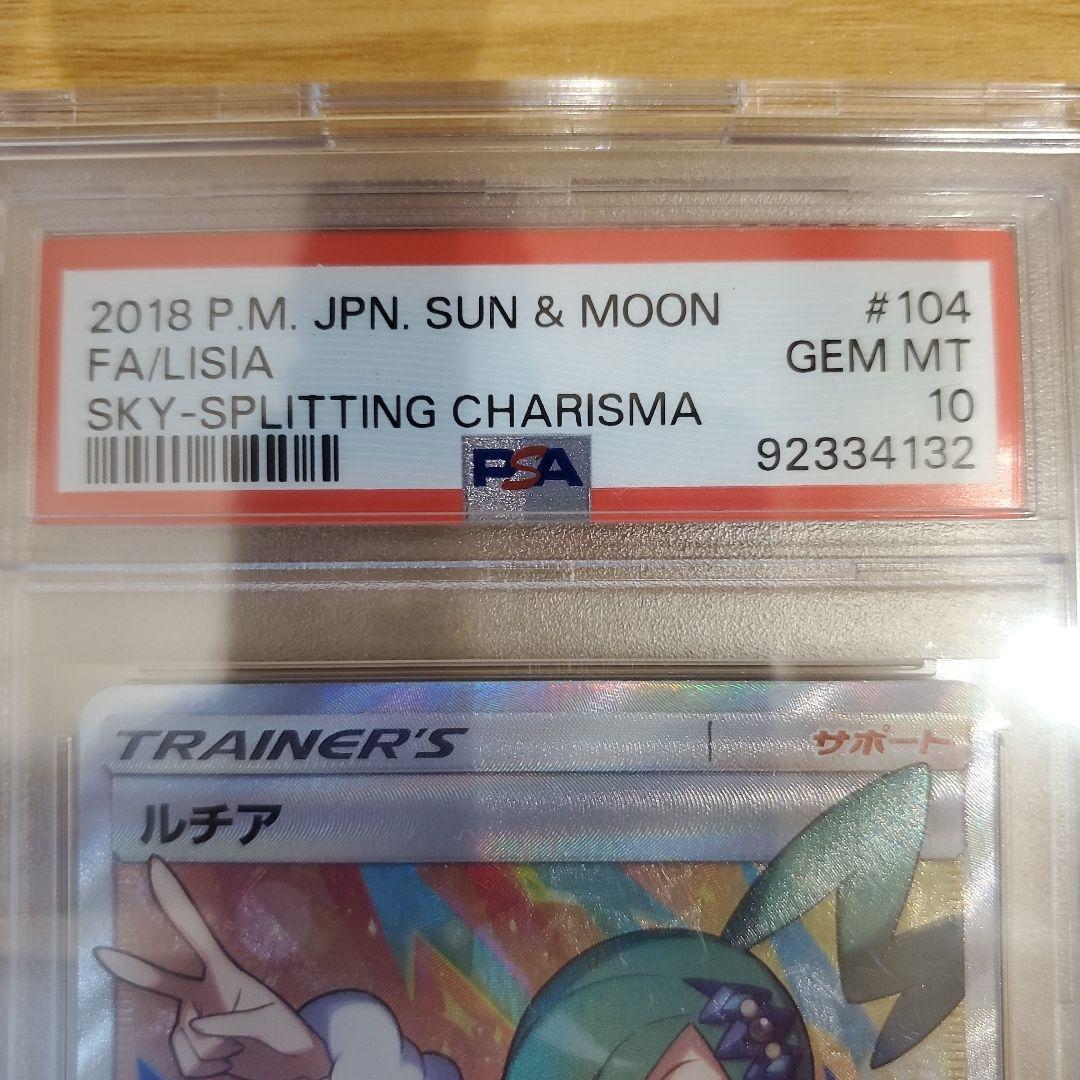 2018 P.M. JPN. SUN & MOON #104
FA/LISIA GEM MT
SKY-SPLITTING CHARISMA 10
PSA 92334132
TRAINER'S サポート
ルチア